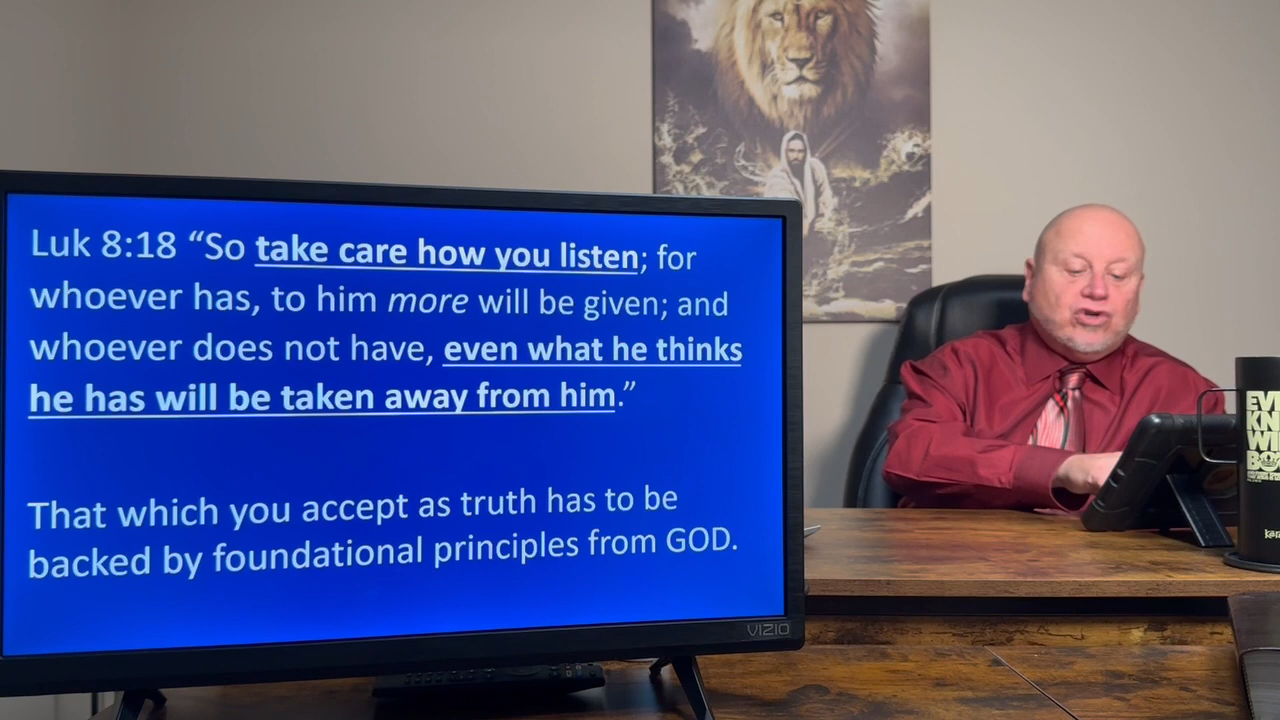 Luk 8:18 “So take care how you listen; for
whoever has, to him more will be given; and
whoever does not have, even what he thinks
he has will be taken away from him.”
That which you accept as truth has to be
backed by foundational principles from GOD.
VIZIO